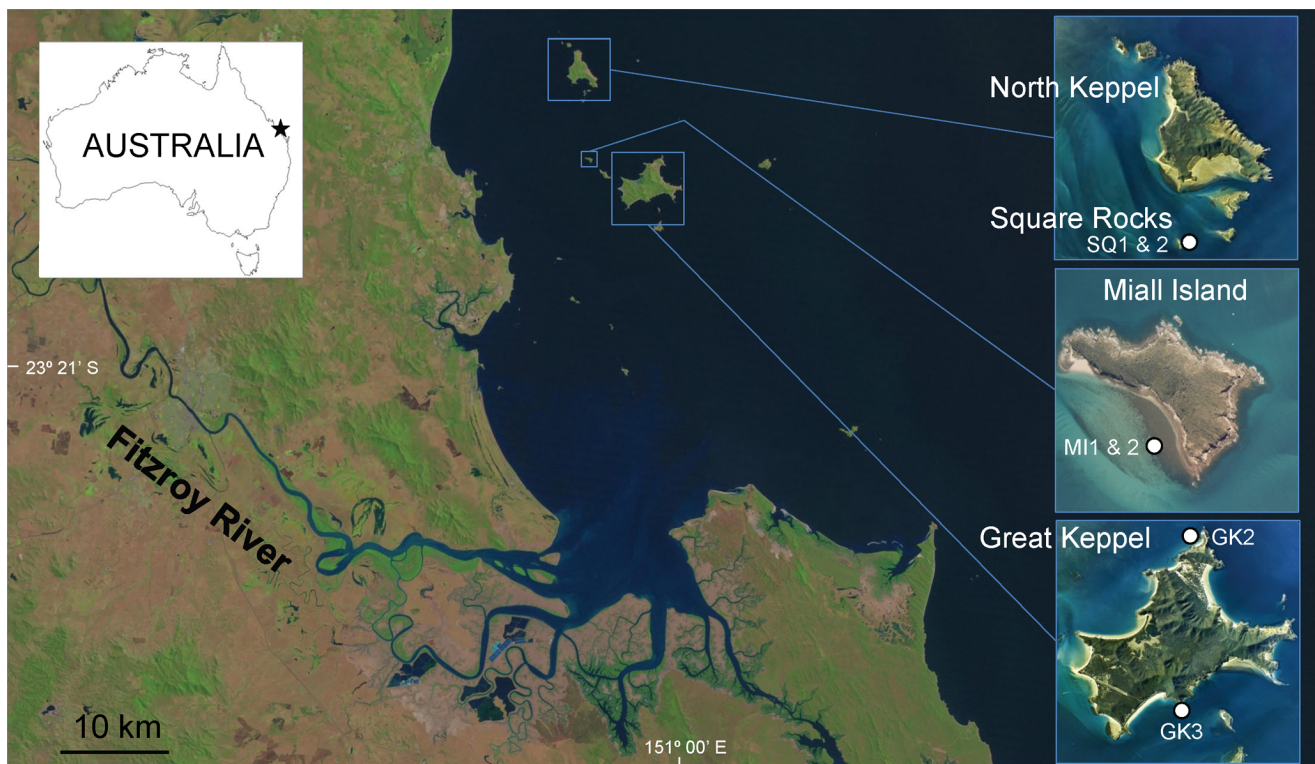 AUSTRALIA
North Keppel
Square Rocks
SQ1 & 2
Miall Island
MI1 & 2
Great Keppel
GK2
GK3
23º 21' S
Fitzroy River
10 km
151º 00' E